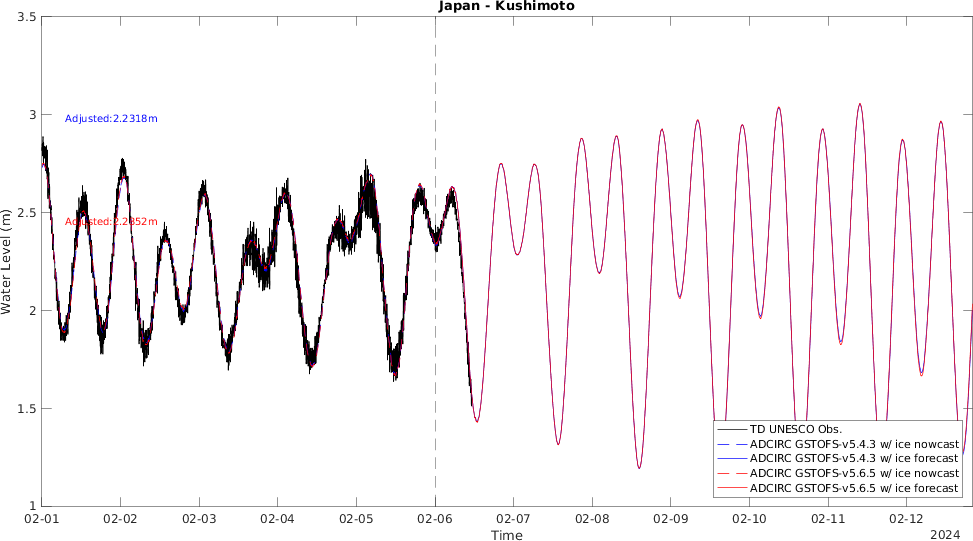 Japan - Kushimoto
3.5
3
2.5
2
1.5
1
Water Level (m)
Adjusted:2.2318m
Adjusted:2.2352m
TD UNESCO Obs.
ADCIRC GSTOFS-v5.4.3 w/ ice nowcast
ADCIRC GSTOFS-v5.4.3 w/ ice forecast
ADCIRC GSTOFS-v5.6.5 w/ ice nowcast
ADCIRC GSTOFS-v5.6.5 w/ ice forecast
02-01 02-02 02-03 02-04 02-05 02-06 02-07 02-08 02-09 02-10 02-11 02-12
Time
2024